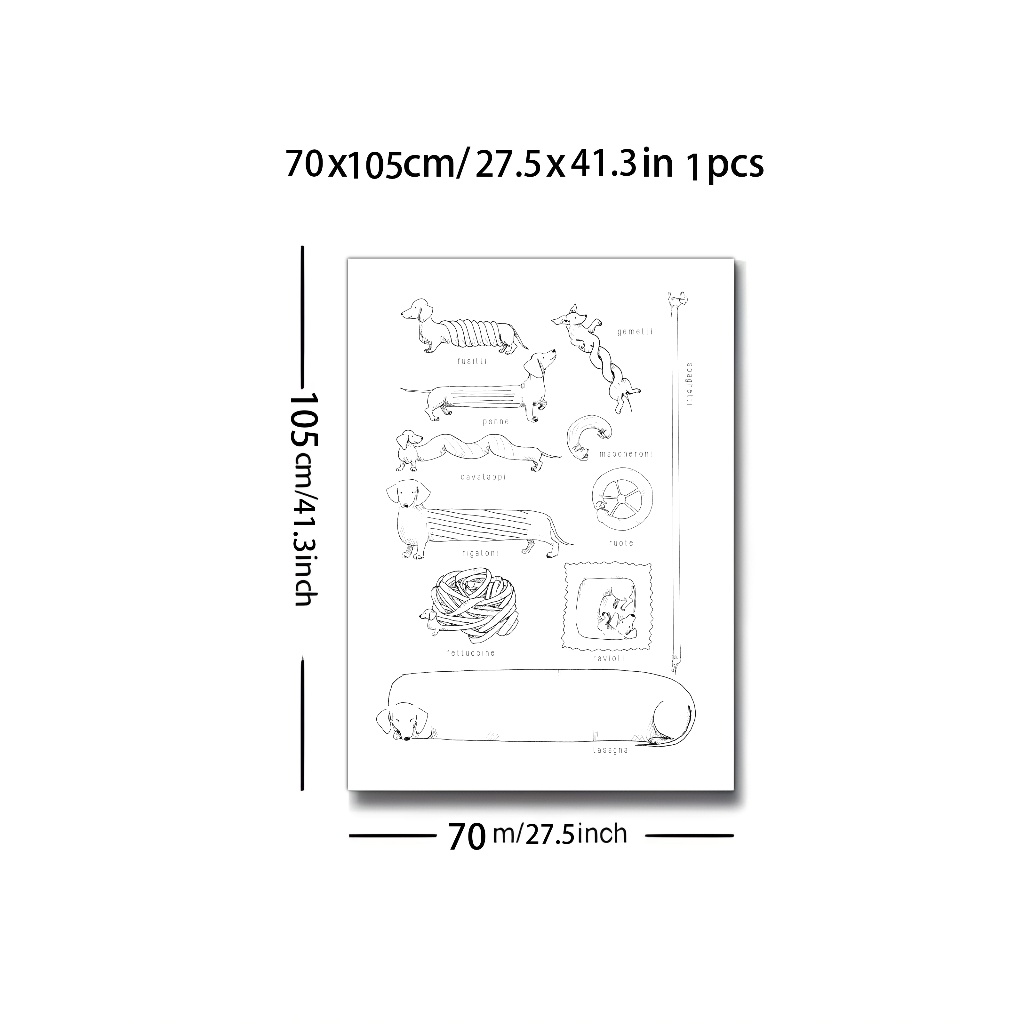 70x105cm/27.5x41.3in 1pcs
105cm/41.3inch
fusilli
gemelli
spaghetti
penne
maccheroni
cavatappi
ruote
rigatoni
fettuccine
ravioli
lasagna
70 m/27.5inch